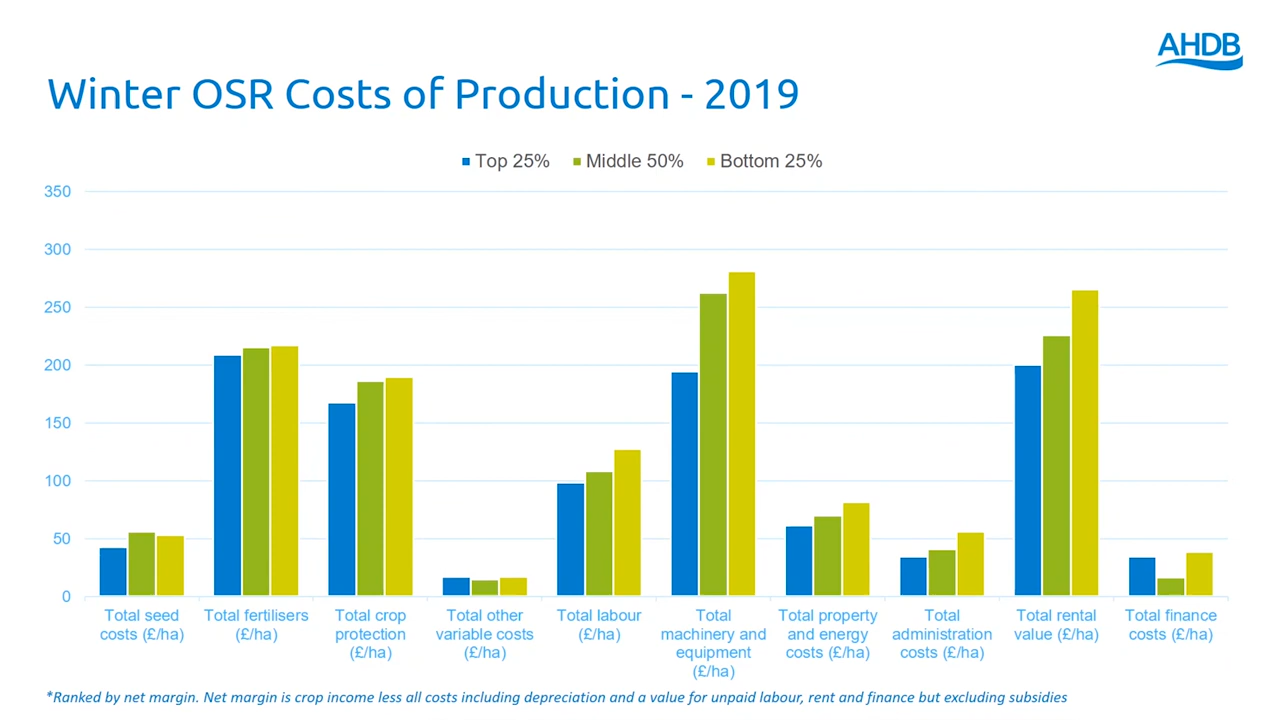 AHDB
Winter OSR Costs of Production - 2019
Top 25% Middle 50% Bottom 25%
350
300
250
200
150
100
50
0
Total seed
costs (£/ha)
Total fertilisers
(£/ha)
Total crop
protection
(£/ha)
Total other
variable costs
(£/ha)
Total labour
(£/ha)
Total
machinery and
equipment
(£/ha)
Total property
and energy
costs (£/ha)
Total
administration
costs (£/ha)
Total rental
value (£/ha)
Total finance
costs (£/ha)
*Ranked by net margin. Net margin is crop income less all costs including depreciation and a value for unpaid labour, rent and finance but excluding subsidies